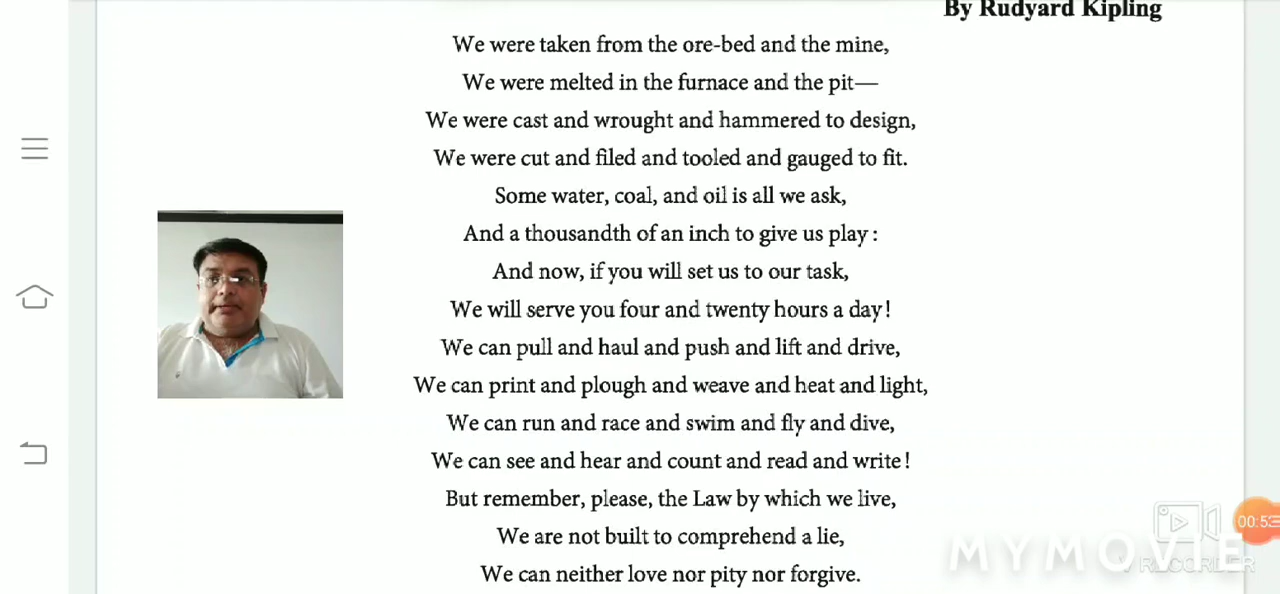 By Rudyard Kipling
We were taken from the ore-bed and the mine,
We were melted in the furnace and the pit—
We were cast and wrought and hammered to design,
We were cut and filed and tooled and gauged to fit.
Some water, coal, and oil is all we ask,
And a thousandth of an inch to give us play:
And now, if you will set us to our task,
We will serve you four and twenty hours a day!
We can pull and haul and push and lift and drive,
We can print and plough and weave and heat and light,
We can run and race and swim and fly and dive,
We can see and hear and count and read and write!
But remember, please, the Law by which we live,
We are not built to comprehend a lie,
We can neither love nor pity nor forgive.
00:53
MYMOVIE
V RECORDER